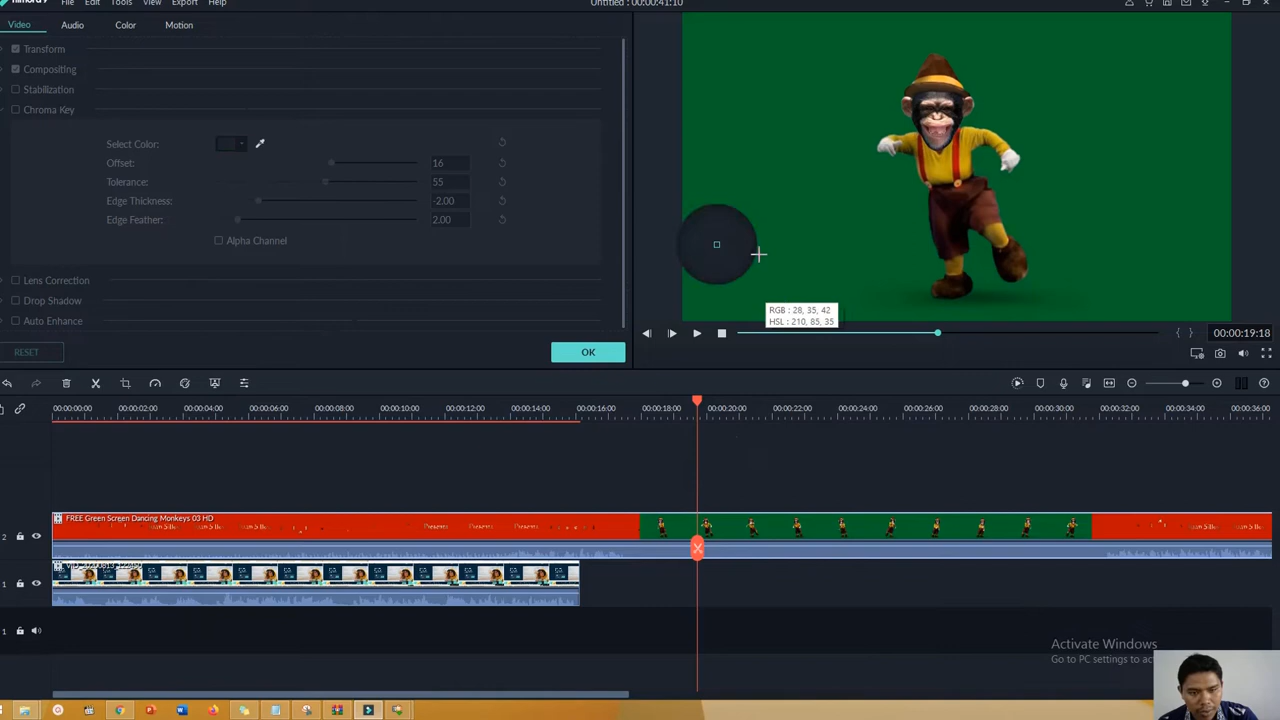 File Edit Tools View Export Help
Untitled : 00:00:41:10
Video Audio Color Motion
Transform
Compositing
Stabilization
Chroma Key
Select Color:
Offset: 16
Tolerance: 55
Edge Thickness: -2.00
Edge Feather: 2.00
Alpha Channel
Lens Correction
Drop Shadow
Auto Enhance
RESET
OK
RGB : 28, 35, 42
HSL : 210, 85, 35
{ }
00:00:19:18
00:00:00:00 00:00:02:00 00:00:04:00 00:00:06:00 00:00:08:00 00:00:10:00 00:00:12:00 00:00:14:00 00:00:16:00 00:00:18:00 00:00:20:00 00:00:22:00 00:00:24:00 00:00:26:00 00:00:28:00 00:00:30:00 00:00:32:00 00:00:34:00 00:00:36:00
FREE Green Screen Dancing Monkeys 03 HD
2
1
1
Activate Windows
Go to PC settings to